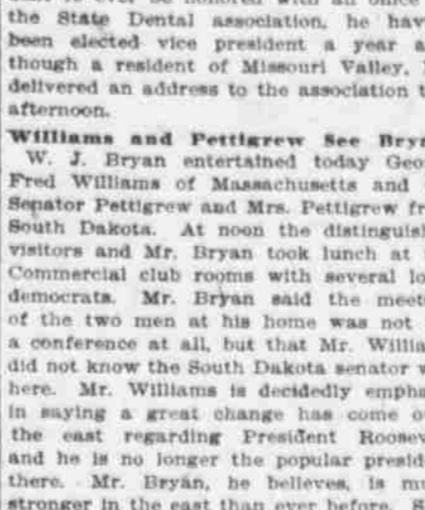 the State Dental association, he hav
been elected vice president a year a
though a resident of Missouri Valley.
delivered an address to the association t
afternoon.
Williams and Pettigrew See Brya
W. J. Bryan entertained today Geo
Fred Williams of Massachusetts and
Senator Pettigrew and Mrs. Pettigrew fr
South Dakota. At noon the distinguish
visitors and Mr. Bryan took lunch at
Commercial club rooms with several lo
democrats. Mr. Bryan said the meet
of the two men at his home was not
a conference at all, but that Mr. Willia
did not know the South Dakota senator w
here. Mr. Williams is decidedly empha
in saying a great change has come o
the east regarding President Roosev
and he is no longer the popular presid
there. Mr. Bryan, he believes, is mu
stronger in the east than ever before. S